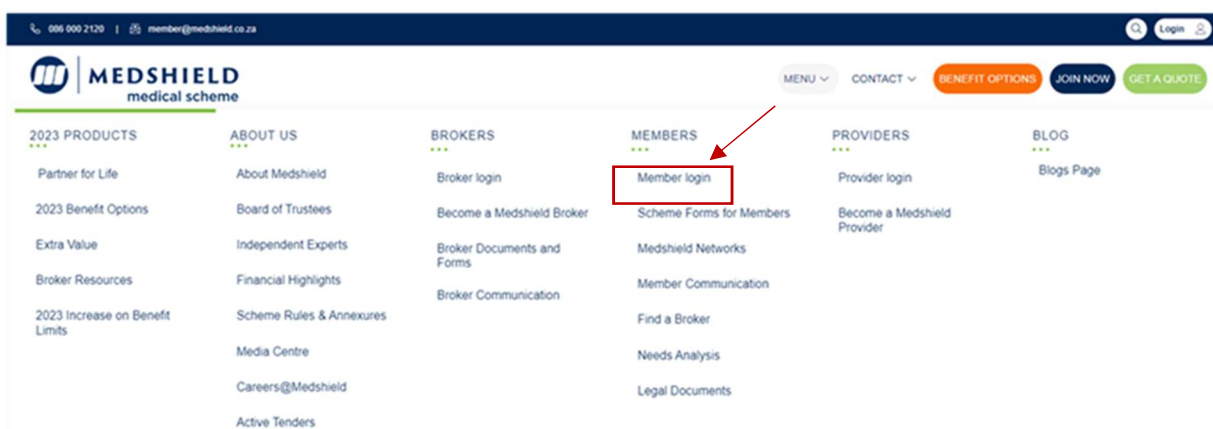 086 000 2120 | member@medshield.co.za
Login
MEDSHIELD
medical scheme
MENU
CONTACT
BENEFIT OPTIONS
JOIN NOW
GET A QUOTE
2023 PRODUCTS
Partner for Life
2023 Benefit Options
Extra Value
Broker Resources
2023 Increase on Benefit
Limits
ABOUT US
About Medshield
Board of Trustees
Independent Experts
Financial Highlights
Scheme Rules & Annexures
Media Centre
Careers@Medshield
Active Tenders
BROKERS
Broker login
Become a Medshield Broker
Broker Documents and
Forms
Broker Communication
MEMBERS
Member login
Scheme Forms for Members
Medshield Networks
Member Communication
Find a Broker
Needs Analysis
Legal Documents
PROVIDERS
Provider login
Become a Medshield
Provider
BLOG
Blogs Page